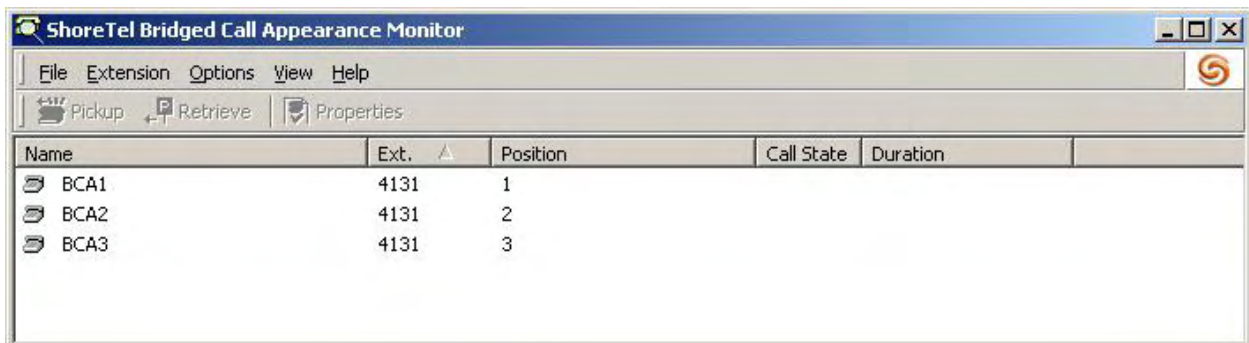 ShoreTel Bridged Call Appearance Monitor
File Extension Options View Help
Pickup Retrieve Properties
Name Ext. Position Call State Duration
BCA1 4131 1
BCA2 4131 2
BCA3 4131 3